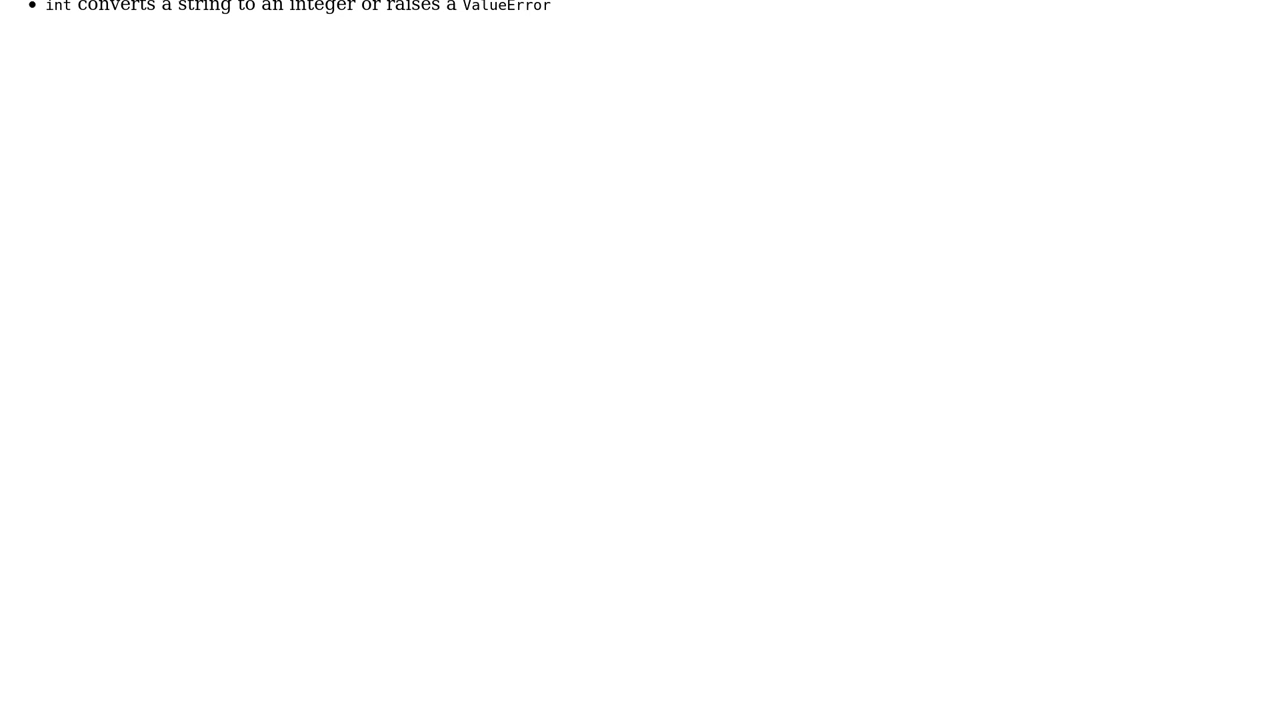 • int converts a string to an integer or raises a ValueError